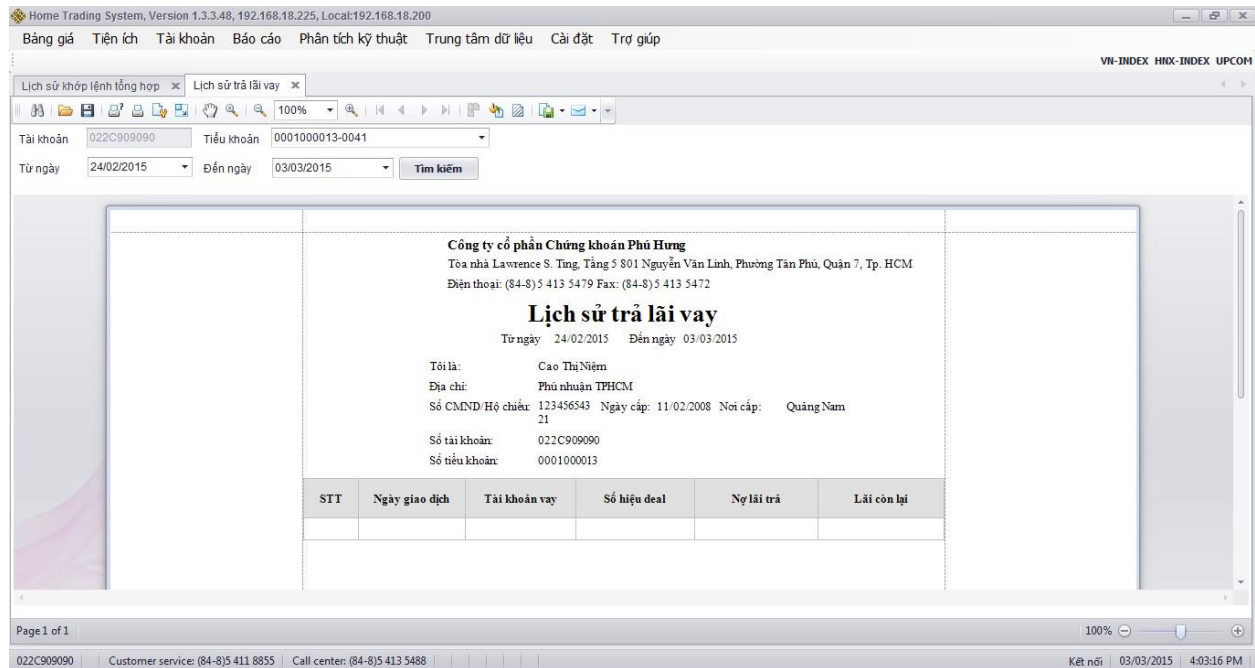 Home Trading System, Version 1.3.3.48, 192.168.18.225, Local:192.168.18.200
Bảng giá Tiện ích Tài khoản Báo cáo Phân tích kỹ thuật Trung tâm dữ liệu Cài đặt Trợ giúp
VN-INDEX HNX-INDEX UPCOM
Lịch sử khớp lệnh tổng hợp Lịch sử trả lãi vay
100%
Tài khoản 022C909090 Tiểu khoản 0001000013-0041
Từ ngày 24/02/2015 Đến ngày 03/03/2015 Tìm kiếm
Công ty cổ phần Chứng khoán Phú Hưng
Tòa nhà Lawrence S. Ting, Tầng 5 801 Nguyễn Văn Linh, Phường Tân Phú, Quận 7, Tp. HCM
Điện thoại: (84-8)5 413 5479 Fax: (84-8)5 413 5472
Lịch sử trả lãi vay
Từ ngày 24/02/2015 Đến ngày 03/03/2015
Tôi là: Cao Thị Niệm
Địa chỉ: Phú nhuận TPHCM
Số CMND/Hộ chiếu: 123456543 Ngày cấp: 11/02/2008 Nơi cấp: Quảng Nam
21
Số tài khoản: 022C909090
Số tiểu khoản: 0001000013
STT Ngày giao dịch Tài khoản vay Số hiệu deal Nợ lãi trả Lãi còn lại
Page 1 of 1 100%
022C909090 Customer service: (84-8)5 411 8855 Call center: (84-8)5 413 5488 Kết nối 03/03/2015 4:03:16 PM